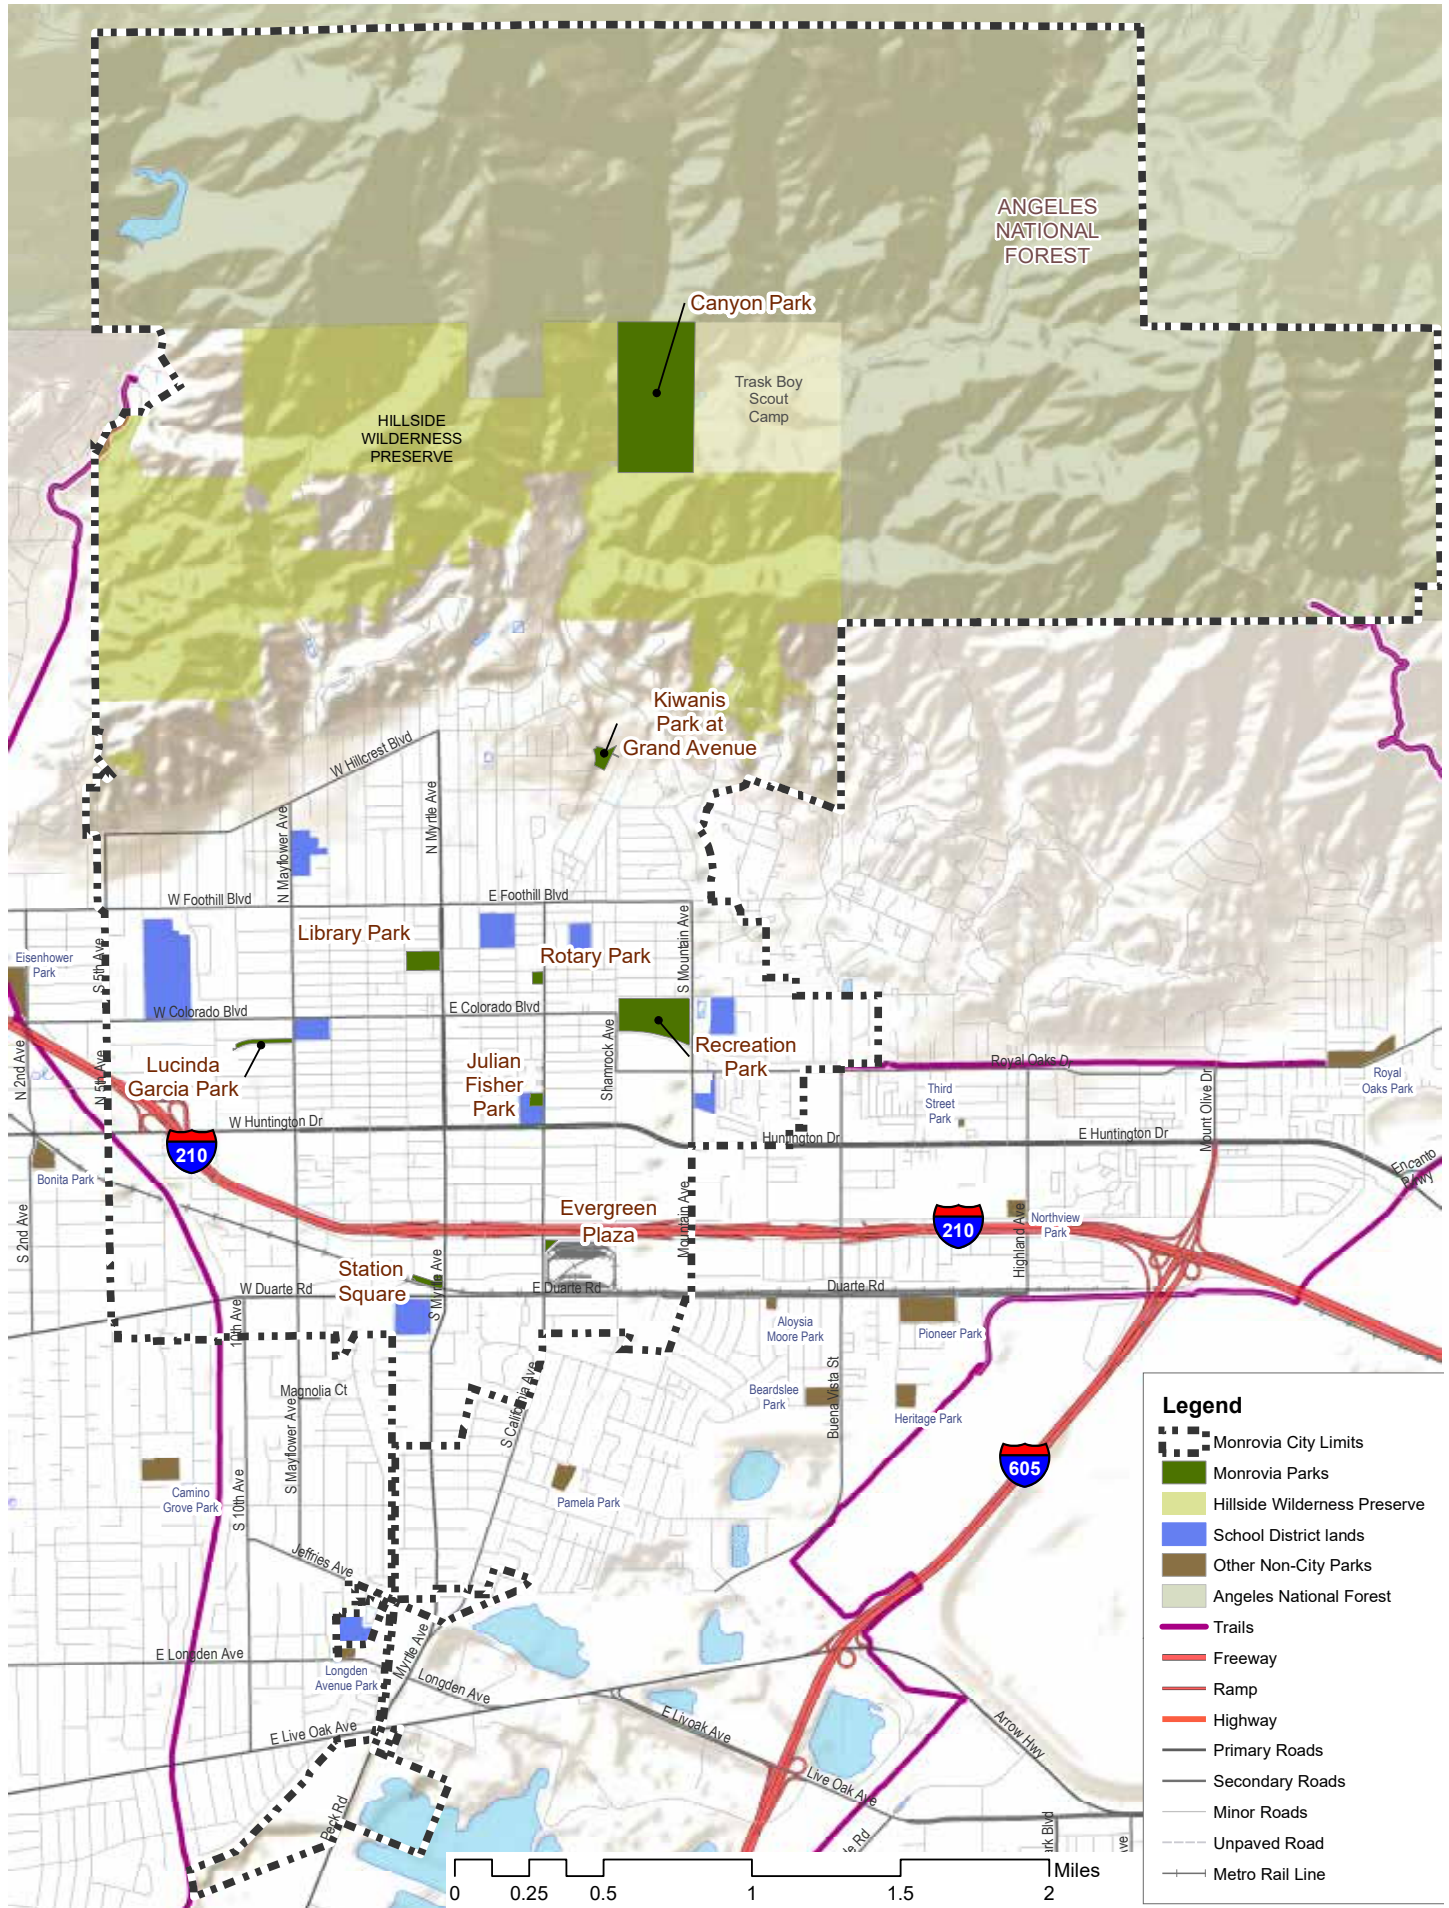 ANGELES
NATIONAL
FOREST
Canyon Park
Trask Boy
Scout
Camp
HILLSIDE
WILDERNESS
PRESERVE
Kiwanis
Park at
Grand Avenue
W Hillcrest Blvd
N Myrtle Ave
N Mayflower Ave
W Foothill Blvd
E Foothill Blvd
Library Park
Rotary Park
S Mountain Ave
Eisenhower
Park
S 5th Ave
W Colorado Blvd
E Colorado Blvd
Lucinda
Garcia Park
Julian
Fisher
Park
Shamrock Ave
Recreation
Park
Royal Oaks Dr
Royal
Oaks Park
N 2nd Ave
N 5th Ave
Third
Street
Park
Mount Olive Dr
W Huntington Dr
Huntington Dr
E Huntington Dr
210
Bonita Park
Encanto
Pkwy
S 2nd Ave
Evergreen
Plaza
Mountain Ave
210
Highland Ave
Northview
Park
Station
Square
W Duarte Rd
S Myrtle Ave
E Duarte Rd
Duarte Rd
10th Ave
Aloysia
Moore Park
Pioneer Park
Magnolia Ct
S Mayflower Ave
S California Ave
Beardslee
Park
Buena Vista St
Heritage Park
605
Camino
Grove Park
S 10th Ave
Pamela Park
Jeffries Ave
E Longden Ave
Longden
Avenue Park
Myrtle Ave
Longden Ave
E Live Oak Ave
E Livoak Ave
Arrow Hwy
Live Oak Ave
Peck Rd
le Rd
rk Blvd
Ave
Legend
Monrovia City Limits
Monrovia Parks
Hillside Wilderness Preserve
School District lands
Other Non-City Parks
Angeles National Forest
Trails
Freeway
Ramp
Highway
Primary Roads
Secondary Roads
Minor Roads
Unpaved Road
Metro Rail Line
Miles
0 0.25 0.5 1 1.5 2